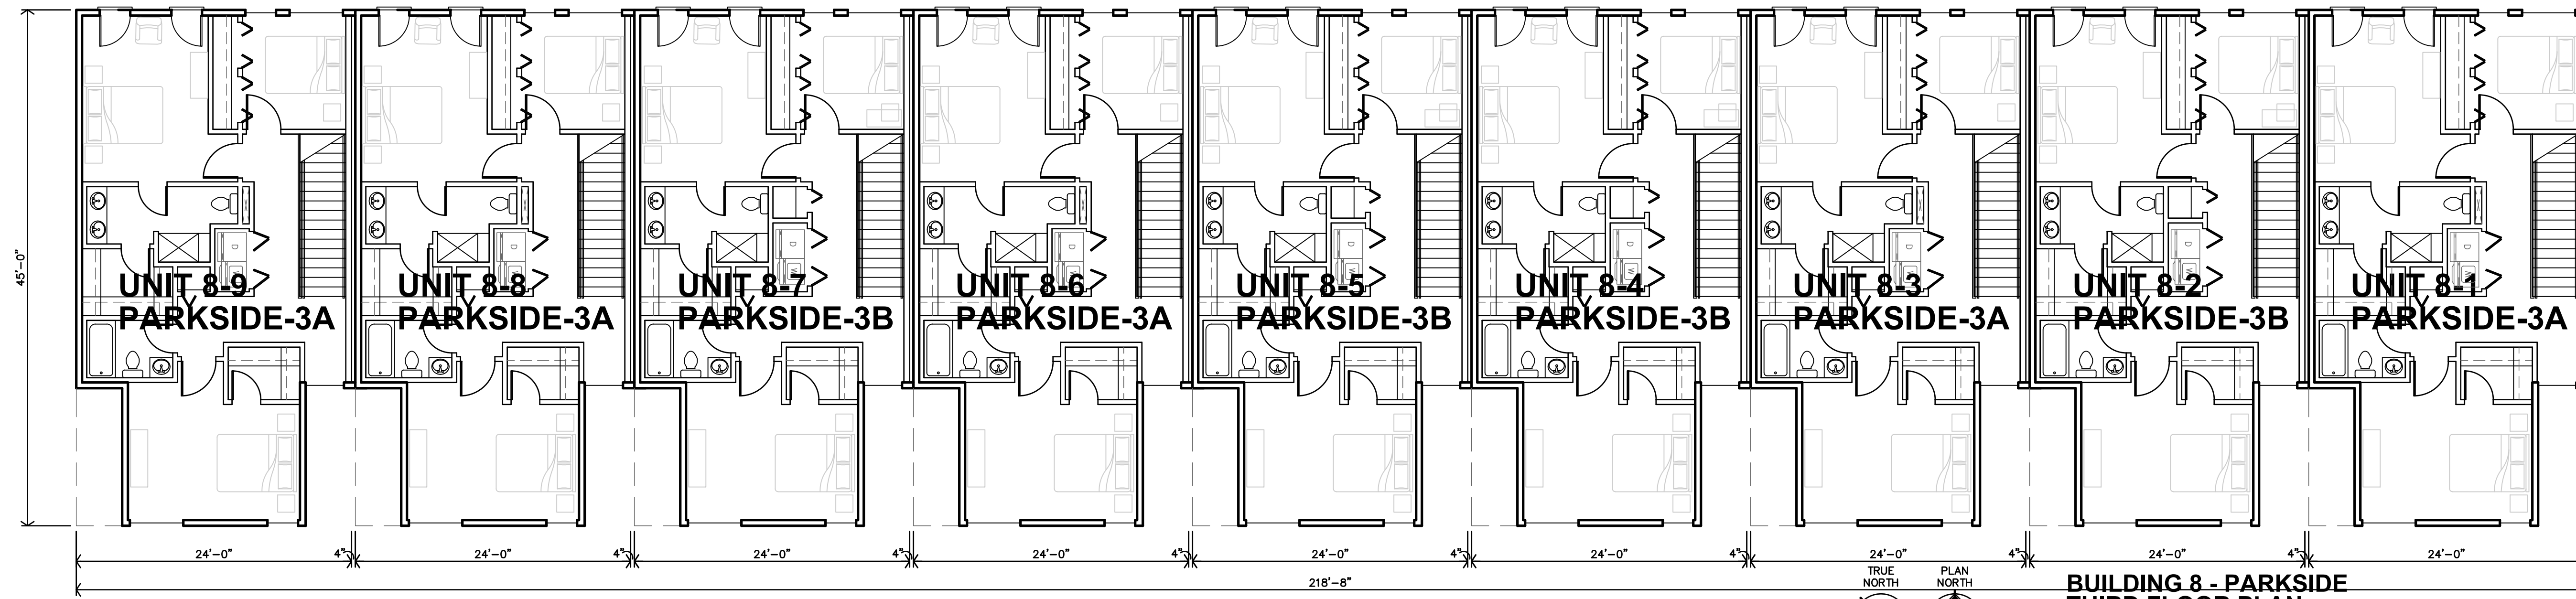 45'-0"
D
W
UNIT 8-9
PARKSIDE-3A
D
W
UNIT 8-8
PARKSIDE-3A
D
W
UNIT 8-7
PARKSIDE-3B
D
W
UNIT 8-6
PARKSIDE-3A
D
W
UNIT 8-5
PARKSIDE-3B
D
W
UNIT 8-4
PARKSIDE-3B
D
W
UNIT 8-3
PARKSIDE-3A
D
W
UNIT 8-2
PARKSIDE-3B
D
W
UNIT 8-1
PARKSIDE-3A
24'-0" 4" 24'-0" 4" 24'-0" 4" 24'-0" 4" 24'-0" 4" 24'-0" 4" 24'-0" 4" 24'-0" 4" 24'-0"
218'-8"
TRUE
NORTH
PLAN
NORTH
BUILDING 8 - PARKSIDE
THIRD FLOOR PLAN